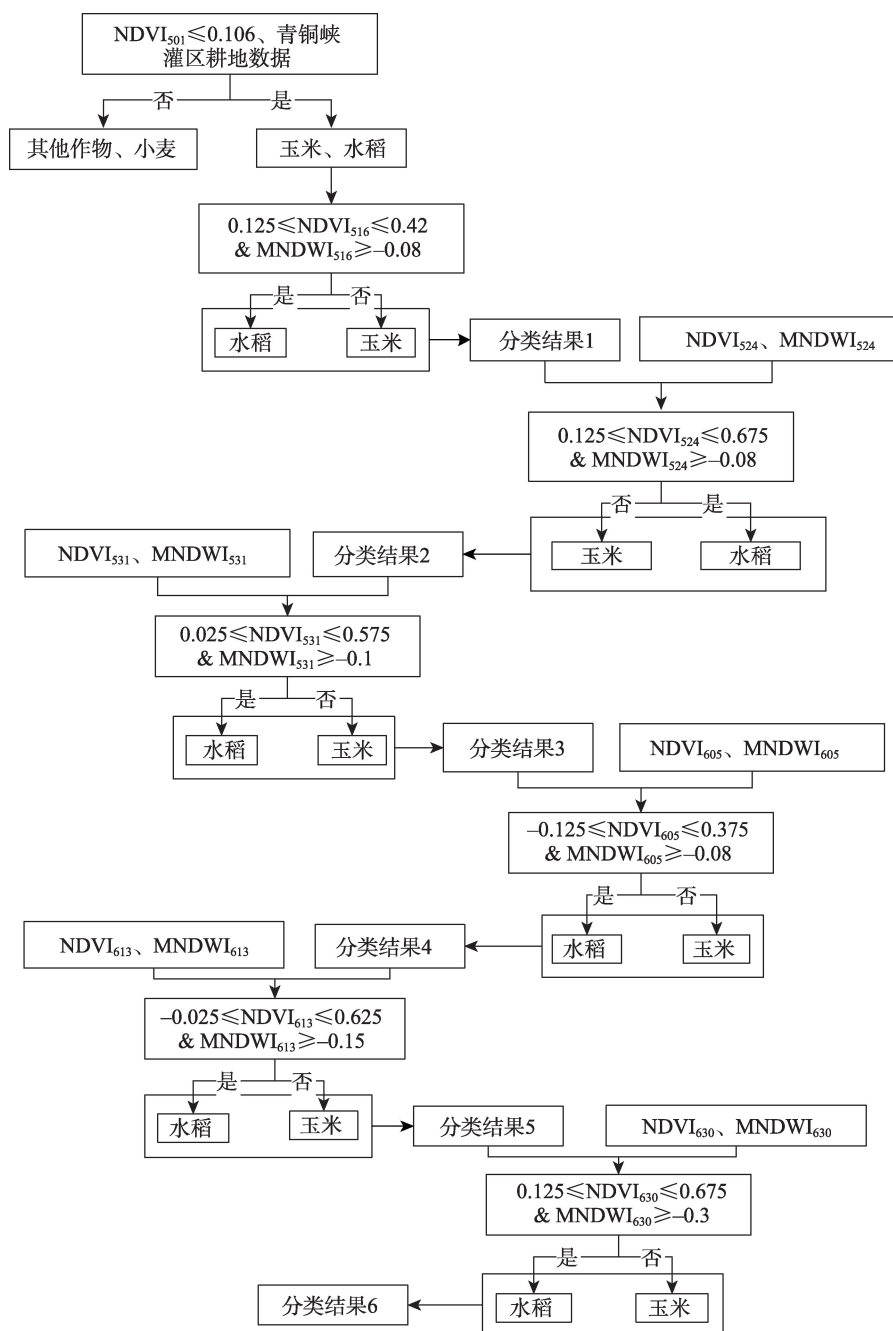 NDVI₅₀₁≤0.106、青铜峡
灌区耕地数据
否
是
其他作物、小麦
玉米、水稻
0.125≤NDVI₅₁₆≤0.42
& MNDWI₅₁₆≥–0.08
是
否
水稻
玉米
分类结果1
NDVI₅₂₄、MNDWI₅₂₄
0.125≤NDVI₅₂₄≤0.675
& MNDWI₅₂₄≥–0.08
否
是
玉米
水稻
分类结果2
NDVI₅₃₁、MNDWI₅₃₁
0.025≤NDVI₅₃₁≤0.575
& MNDWI₅₃₁≥–0.1
是
否
水稻
玉米
分类结果3
NDVI₆₀₅、MNDWI₆₀₅
–0.125≤NDVI₆₀₅≤0.375
& MNDWI₆₀₅≥–0.08
是
否
水稻
玉米
分类结果4
NDVI₆₁₃、MNDWI₆₁₃
–0.025≤NDVI₆₁₃≤0.625
& MNDWI₆₁₃≥–0.15
是
否
水稻
玉米
分类结果5
NDVI₆₃₀、MNDWI₆₃₀
0.125≤NDVI₆₃₀≤0.675
& MNDWI₆₃₀≥–0.3
是
否
水稻
玉米
分类结果6